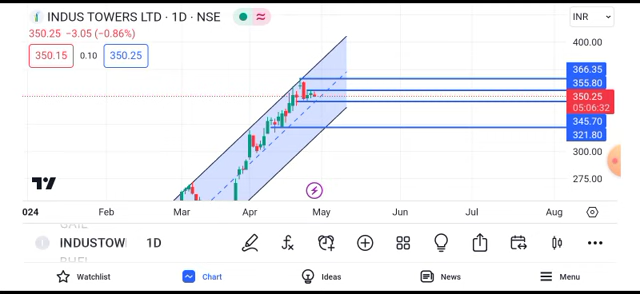 INDUS TOWERS LTD · 1D · NSE
INR
350.25 −3.05 (−0.86%)
350.15 0.10 350.25
400.00
366.35
355.80
350.25
05:06:32
345.70
321.80
300.00
275.00
024 Feb Mar Apr May Jun Jul Aug
INDUSTOW 1D
Watchlist Chart Ideas News Menu